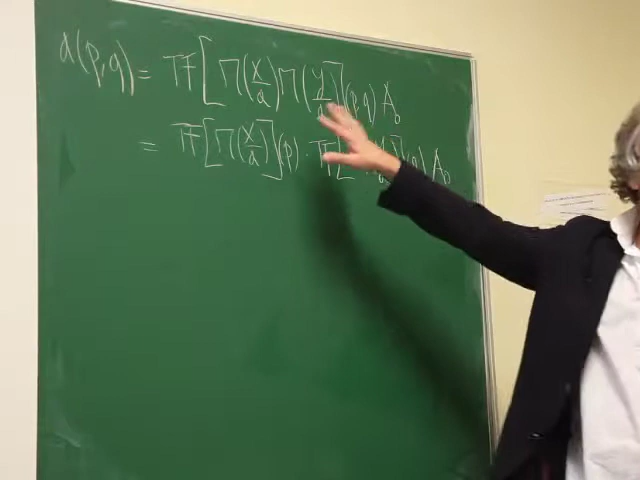 a(p,q) = TF[Π(x/a)Π(y/ ](p,q) A₀
= TF[Π(x/a)](p) · TF[ ](q) A₀